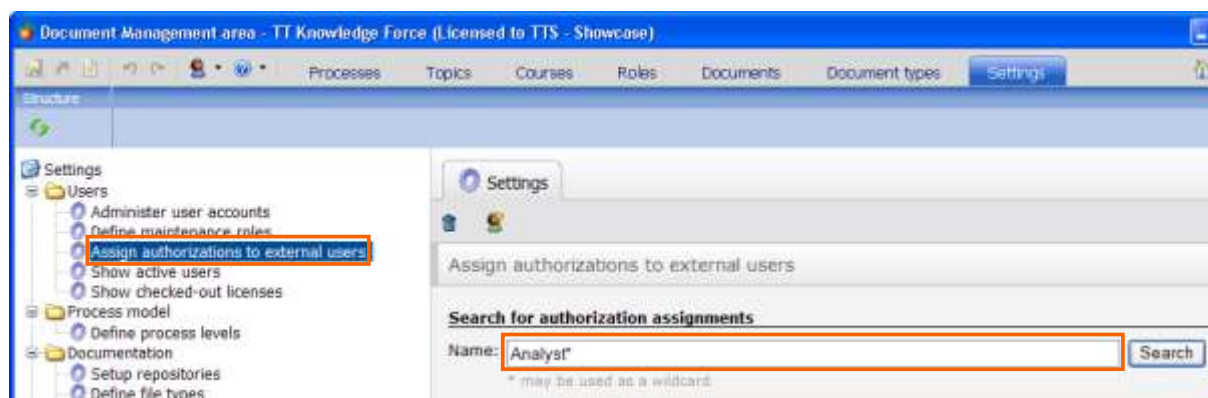 Document Management area - TT Knowledge Force (Licensed to TTS - Showcase)
Processes Topics Courses Roles Documents Document types Settings
Structure
Settings
Users
Administer user accounts
Define maintenance roles
Assign authorizations to external users
Show active users
Show checked-out licenses
Process model
Define process levels
Documentation
Setup repositories
Define file types
Settings
Assign authorizations to external users
Search for authorization assignments
Name: Analyst* Search
* may be used as a wildcard